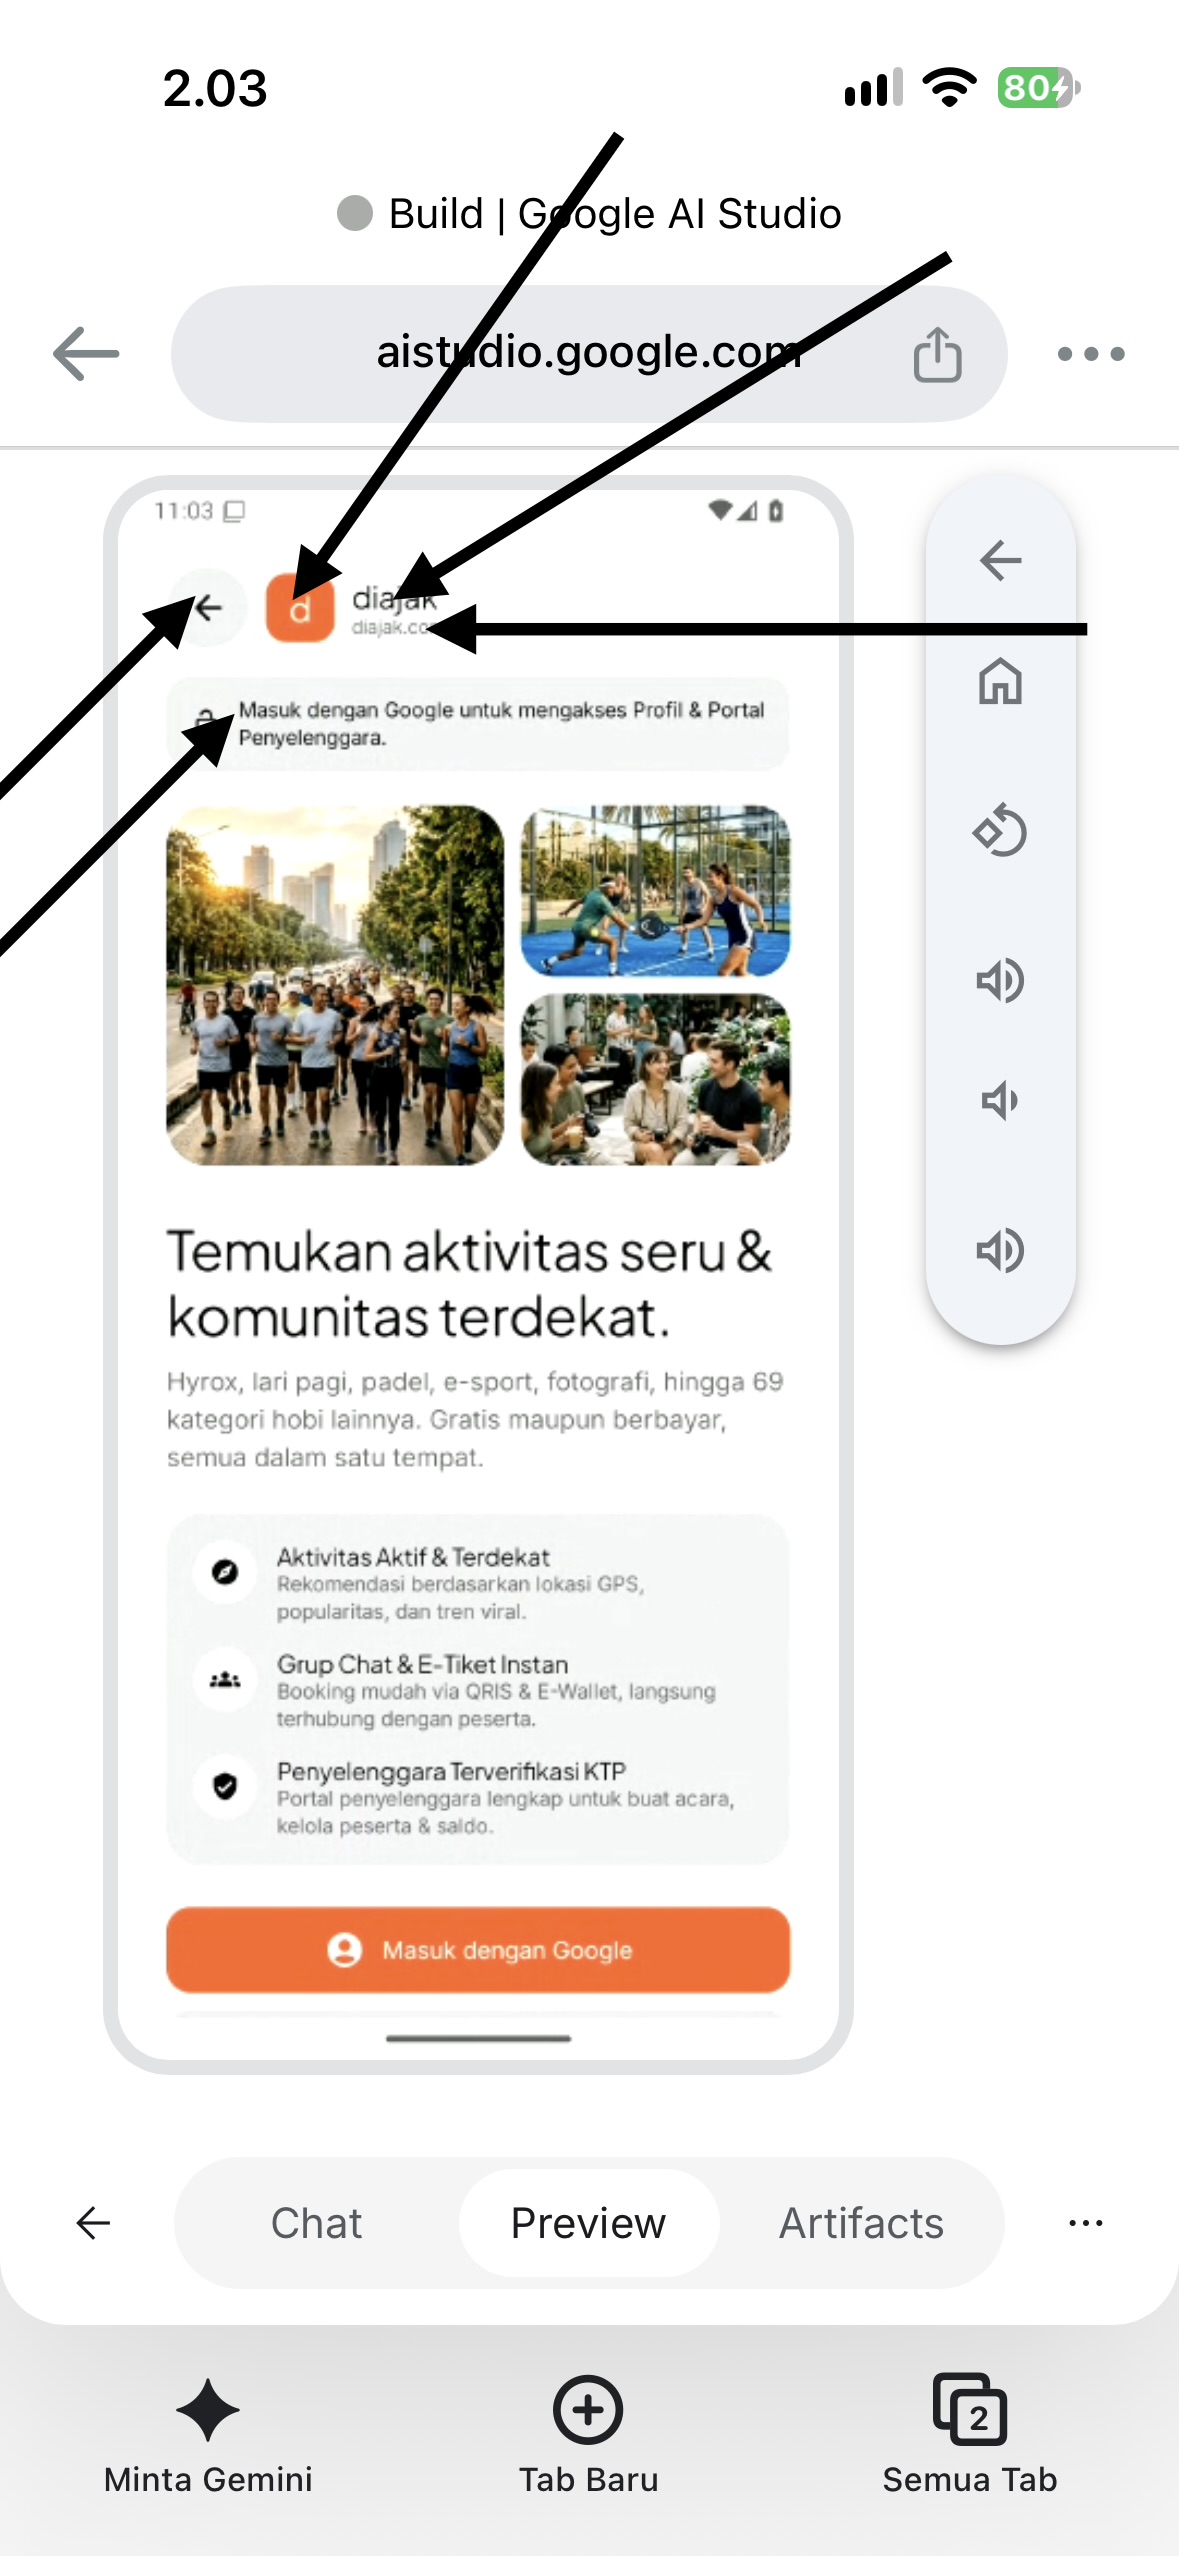 2.03
80
Build | Google AI Studio
aistudio.google.com
11:03
d
diajak
Masuk dengan Google untuk mengakses Profil & Portal
Penyelenggara.
Temukan aktivitas seru &
komunitas terdekat.
Hyrox, lari pagi, padel, e-sport, fotografi, hingga 69
kategori hobi lainnya. Gratis maupun berbayar,
semua dalam satu tempat.
Aktivitas Aktif & Terdekat
Rekomendasi berdasarkan lokasi GPS,
popularitas, dan tren viral.
Grup Chat & E-Tiket Instan
Booking mudah via QRIS & E-Wallet, langsung
terhubung dengan peserta.
Penyelenggara Terverifikasi KTP
Portal penyelenggara lengkap untuk buat acara,
kelola peserta & saldo.
Masuk dengan Google
Chat
Preview
Artifacts
Minta Gemini
Tab Baru
2
Semua Tab